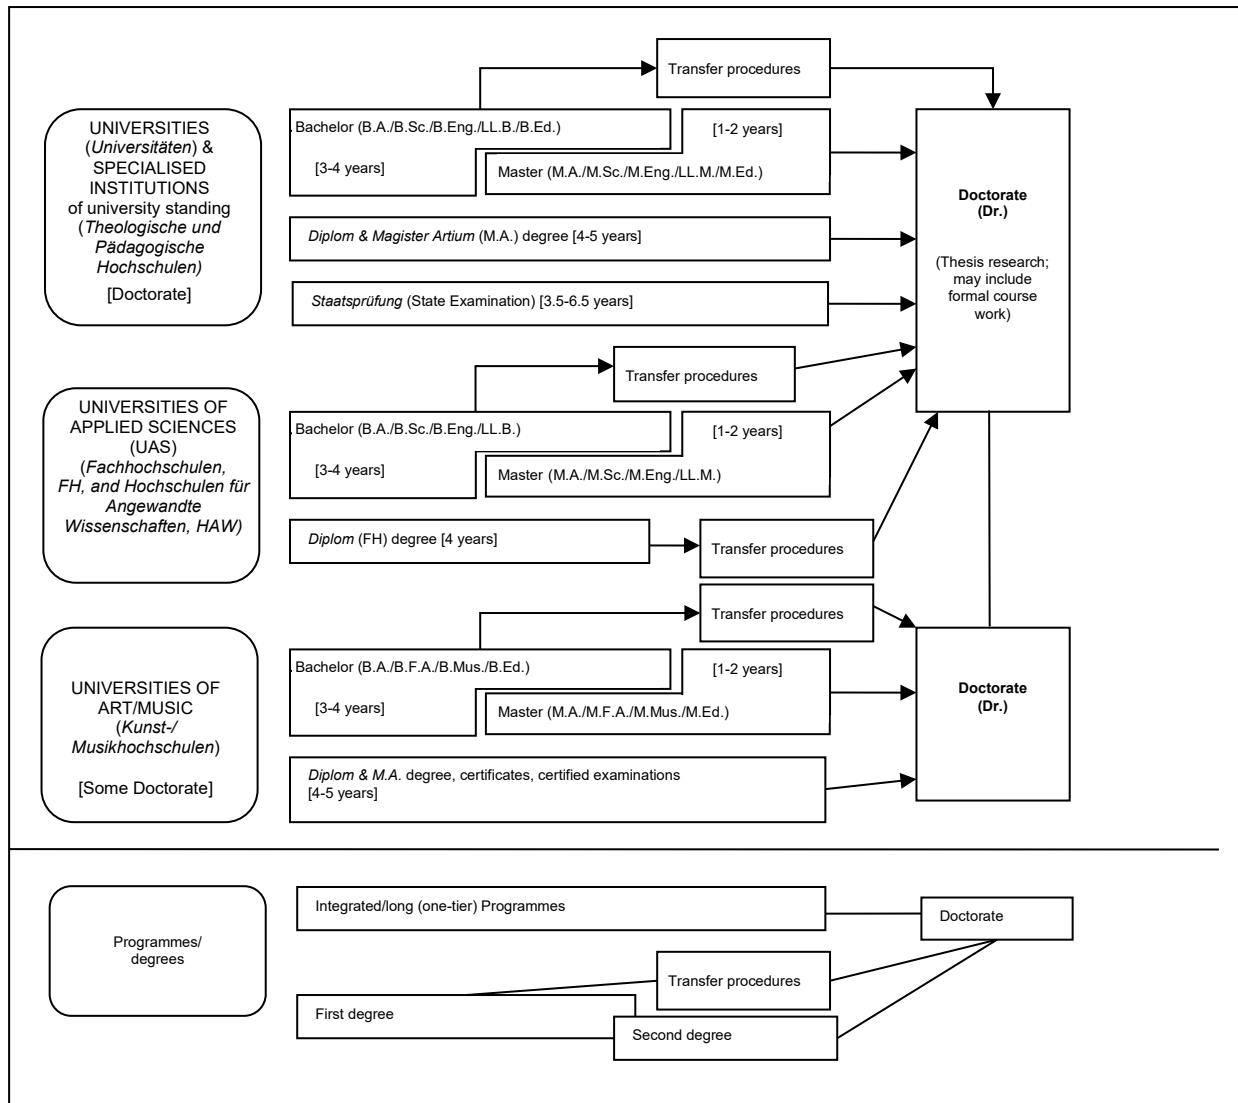 Transfer procedures
UNIVERSITIES
(Universitäten) &
SPECIALISED
INSTITUTIONS
of university standing
(Theologische und
Pädagogische
Hochschulen)
[Doctorate]
. Bachelor (B.A./B.Sc./B.Eng./LL.B./B.Ed.)
[3-4 years]
[1-2 years]
Master (M.A./M.Sc./M.Eng./LL.M./M.Ed.)
Diplom & Magister Artium (M.A.) degree [4-5 years]
Staatsprüfung (State Examination) [3.5-6.5 years]
Doctorate
(Dr.)
(Thesis research;
may include
formal course
work)
Transfer procedures
UNIVERSITIES OF
APPLIED SCIENCES
(UAS)
(Fachhochschulen,
FH, and Hochschulen für
Angewandte
Wissenschaften, HAW)
. Bachelor (B.A./B.Sc./B.Eng./LL.B.)
[3-4 years]
[1-2 years]
Master (M.A./M.Sc./M.Eng./LL.M.)
Diplom (FH) degree [4 years]
Transfer procedures
Transfer procedures
UNIVERSITIES OF
ART/MUSIC
(Kunst-/
Musikhochschulen)
[Some Doctorate]
. Bachelor (B.A./B.F.A./B.Mus./B.Ed.)
[3-4 years]
[1-2 years]
Master (M.A./M.F.A./M.Mus./M.Ed.)
Diplom & M.A. degree, certificates, certified examinations
[4-5 years]
Doctorate
(Dr.)
Programmes/
degrees
Integrated/long (one-tier) Programmes
Doctorate
Transfer procedures
First degree
Second degree